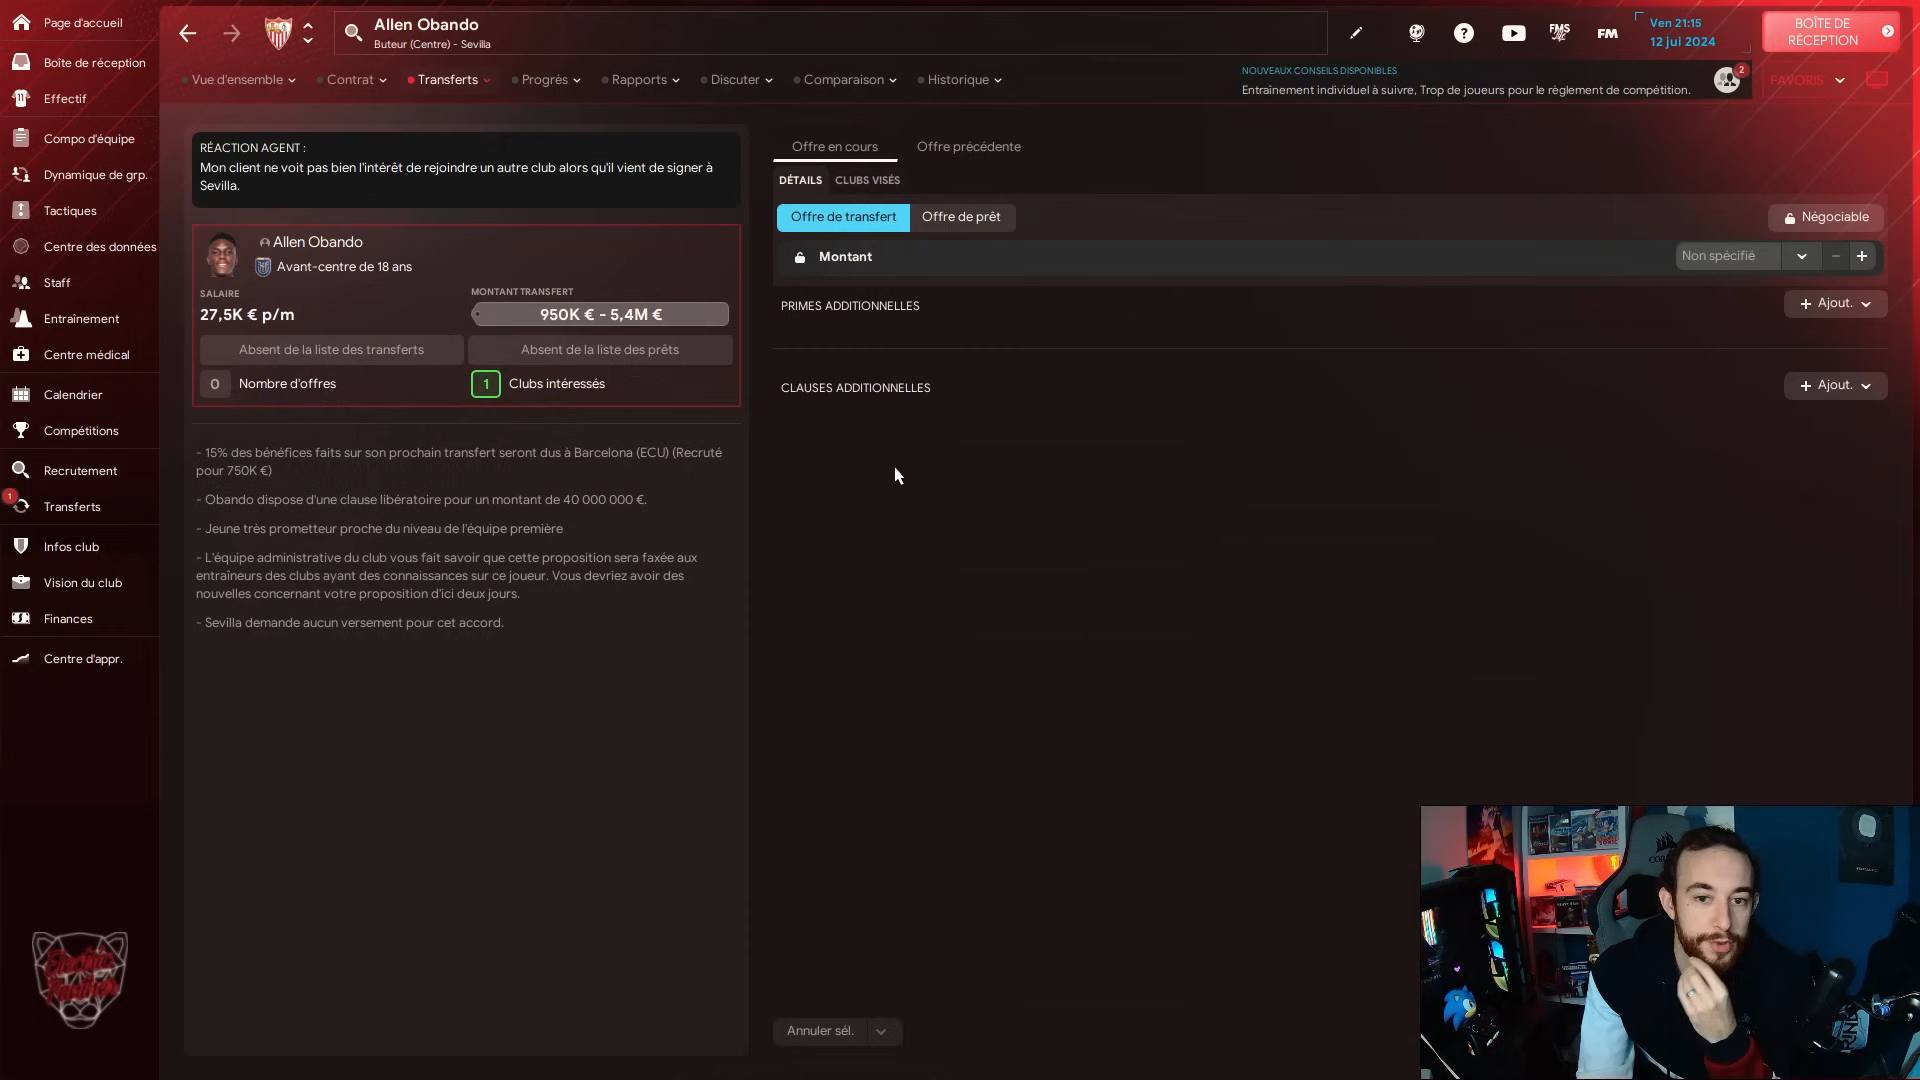 Page d'accueil
Boîte de réception
Effectif
Compo d'équipe
Dynamique de grp.
Tactiques
Centre des données
Staff
Entraînement
Centre médical
Calendrier
Compétitions
Recrutement
1
Transferts
Infos club
Vision du club
Finances
Centre d'appr.
Allen Obando
Buteur (Centre) - Sevilla
FMS
FM
Ven 21:15
12 jui 2024
BOÎTE DE
RÉCEPTION
Vue d'ensemble
Contrat
Transferts
Progrès
Rapports
Discuter
Comparaison
Historique
NOUVEAUX CONSEILS DISPONIBLES
Entraînement individuel à suivre, Trop de joueurs pour le règlement de compétition.
2
FAVORIS
RÉACTION AGENT :
Mon client ne voit pas bien l'intérêt de rejoindre un autre club alors qu'il vient de signer à
Sevilla.
Allen Obando
Avant-centre de 18 ans
SALAIRE
27,5K € p/m
MONTANT TRANSFERT
950K € - 5,4M €
Absent de la liste des transferts
Absent de la liste des prêts
0 Nombre d'offres
1 Clubs intéressés
- 15% des bénéfices faits sur son prochain transfert seront dus à Barcelona (ECU) (Recruté
pour 750K €)
- Obando dispose d'une clause libératoire pour un montant de 40 000 000 €.
- Jeune très prometteur proche du niveau de l'équipe première
- L'équipe administrative du club vous fait savoir que cette proposition sera faxée aux
entraîneurs des clubs ayant des connaissances sur ce joueur. Vous devriez avoir des
nouvelles concernant votre proposition d'ici deux jours.
- Sevilla demande aucun versement pour cet accord.
Offre en cours
Offre précédente
DÉTAILS
CLUBS VISÉS
Offre de transfert
Offre de prêt
Négociable
Montant
Non spécifié
PRIMES ADDITIONNELLES
+ Ajout.
CLAUSES ADDITIONNELLES
+ Ajout.
Annuler sél.